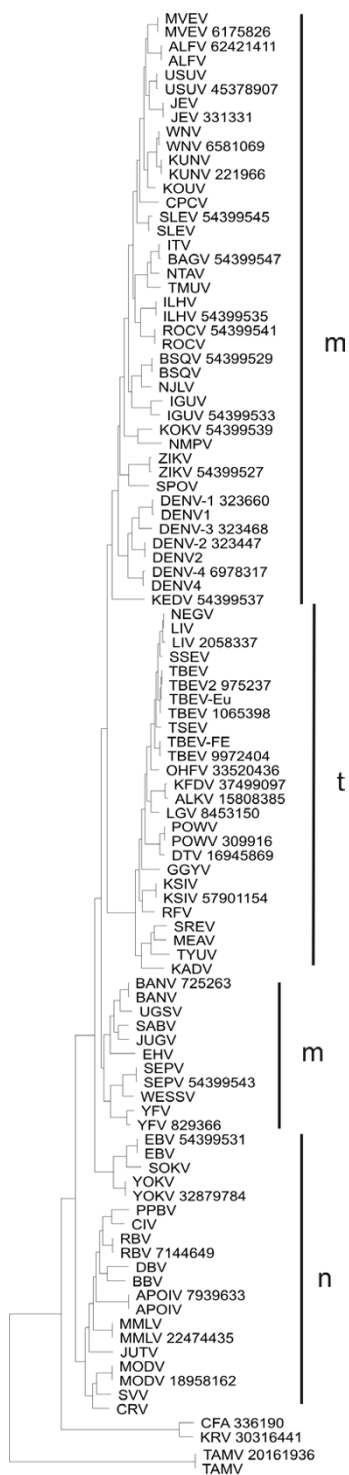 MVEV
MVEV 6175826
ALFV 62421411
ALFV
USUV
USUV 45378907
JEV
JEV 331331
WNV
WNV 6581069
KUNV
KUNV 221966
KOUV
CPCV
SLEV 54399545
SLEV
ITV
BAGV 54399547
NTAV
TMUV
ILHV
ILHV 54399535
ROCV 54399541
ROCV
BSQV 54399529
BSQV
NJLV
IGUV
IGUV 54399533
KOKV 54399539
NMPV
ZIKV
ZIKV 54399527
SPOV
DENV-1 323660
DENV1
DENV-3 323468
DENV-2 323447
DENV2
DENV-4 6978317
DENV4
KEDV 54399537
m
NEGV
LIV
LIV 2058337
SSEV
TBEV
TBEV2 975237
TBEV-Eu
TBEV 1065398
TSEV
TBEV-FE
TBEV 9972404
OHFV 33520436
KFDV 37499097
ALKV 15808385
LGV 8453150
POWV
POWV 309916
DTV 16945869
GGYV
KSIV
KSIV 57901154
RFV
SREV
MEAV
TYUV
KADV
t
BANV 725263
BANV
UGSV
SABV
JUGV
EHV
SEPV
SEPV 54399543
WESSV
YFV
YFV 829366
m
EBV 54399531
EBV
SOKV
YOKV
YOKV 32879784
PPBV
CIV
RBV
RBV 7144649
DBV
BBV
APOIV 7939633
APOIV
MMLV
MMLV 22474435
JUTV
MODV
MODV 18958162
SVV
CRV
n
CFA 336190
KRV 30316441
TAMV 20161936
TAMV